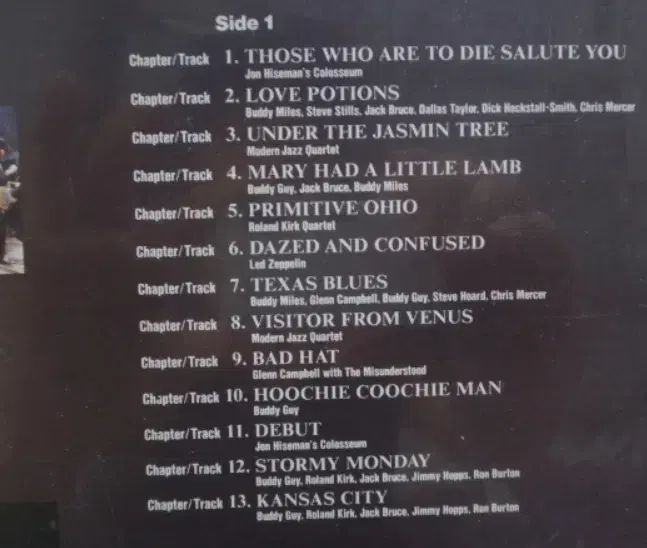 Side 1
Chapter/Track 1. THOSE WHO ARE TO DIE SALUTE YOU
Jon Hiseman's Colosseum
Chapter/Track 2. LOVE POTIONS
Buddy Miles, Steve Stills, Jack Bruce, Dallas Taylor, Dick Heckstall-Smith, Chris Mercer
Chapter/Track 3. UNDER THE JASMIN TREE
Modern Jazz Quartet
Chapter/Track 4. MARY HAD A LITTLE LAMB
Buddy Guy, Jack Bruce, Buddy Miles
Chapter/Track 5. PRIMITIVE OHIO
Roland Kirk Quartet
Chapter/Track 6. DAZED AND CONFUSED
Led Zeppelin
Chapter/Track 7. TEXAS BLUES
Buddy Miles, Glenn Campbell, Buddy Guy, Steve Hoard, Chris Mercer
Chapter/Track 8. VISITOR FROM VENUS
Modern Jazz Quartet
Chapter/Track 9. BAD HAT
Glenn Campbell with The Misunderstood
Chapter/Track 10. HOOCHIE COOCHIE MAN
Buddy Guy
Chapter/Track 11. DEBUT
Jon Hiseman's Colosseum
Chapter/Track 12. STORMY MONDAY
Buddy Guy, Roland Kirk, Jack Bruce, Jimmy Hopps, Ron Burton
Chapter/Track 13. KANSAS CITY
Buddy Guy, Roland Kirk, Jack Bruce, Jimmy Hopps, Ron Burton